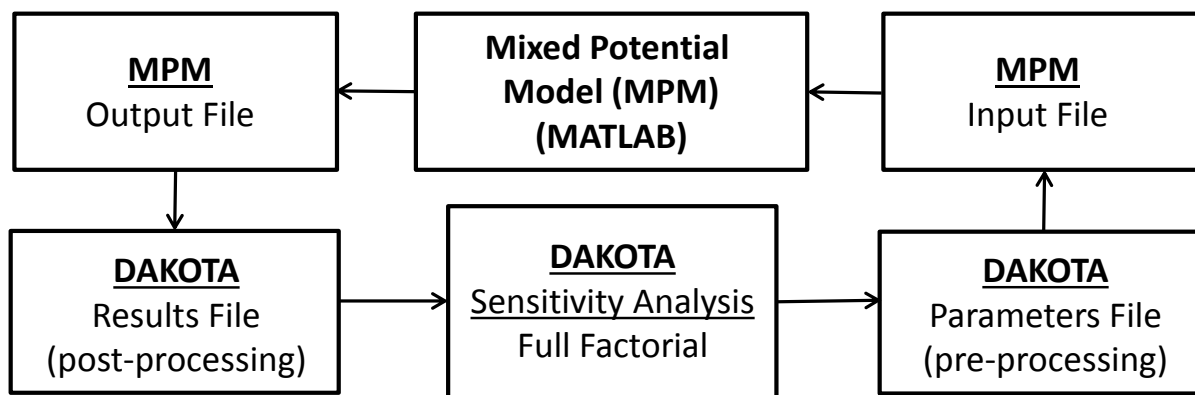 MPM
Output File
Mixed Potential
Model (MPM)
(MATLAB)
MPM
Input File
DAKOTA
Results File
(post-processing)
DAKOTA
Sensitivity Analysis
Full Factorial
DAKOTA
Parameters File
(pre-processing)